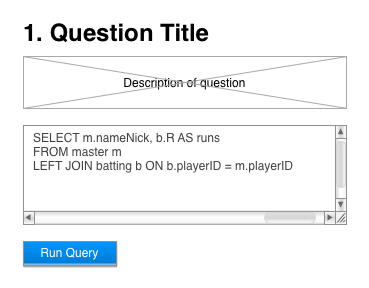 1. Question Title
Description of question
SELECT m.nameNick, b.R AS runs
FROM master m
LEFT JOIN batting b ON b.playerID = m.playerID
Run Query